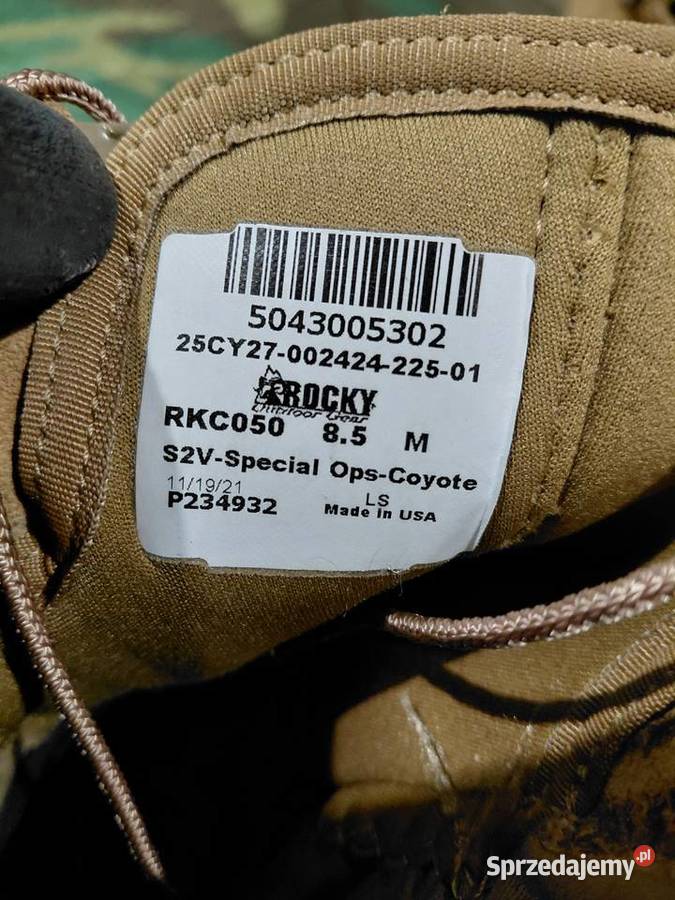 5043005302
25CY27-002424-225-01
ROCKY
Outdoor Gear
RKC050 8.5 M
S2V-Special Ops-Coyote
11/19/21 LS
P234932 Made in USA
Sprzedajemy.pl